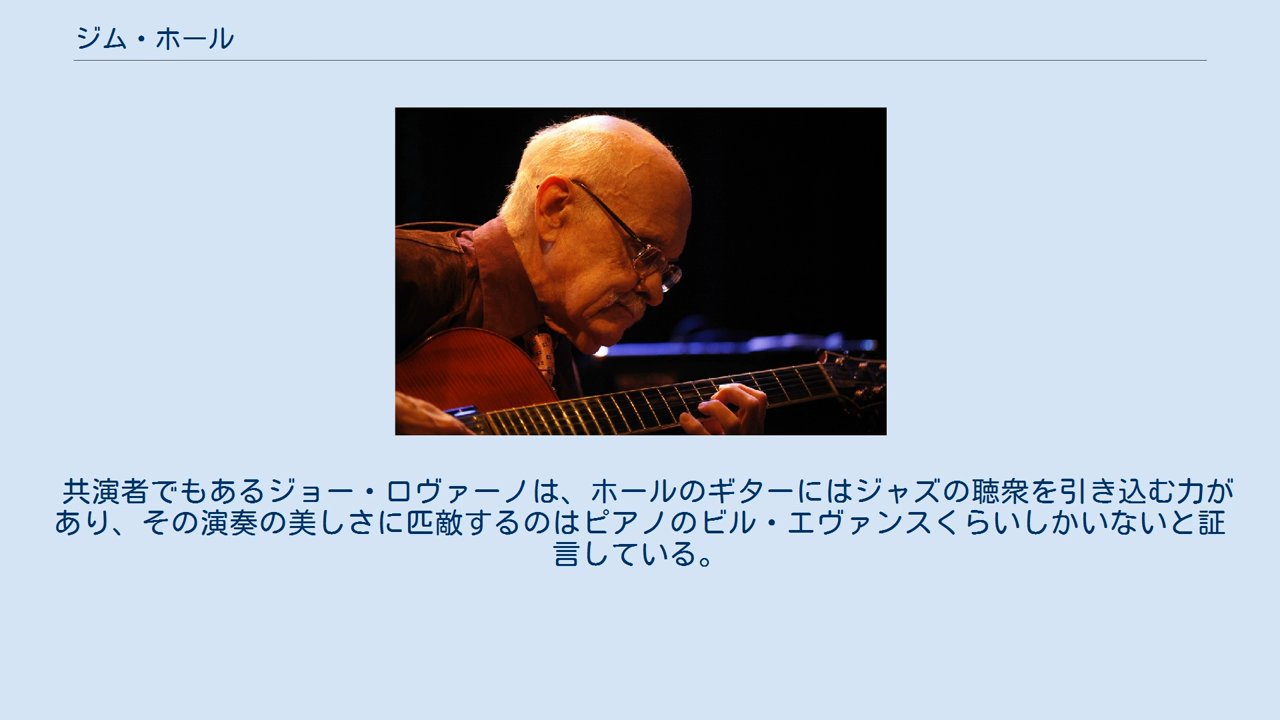 ジム・ホール
共演者でもあるジョー・ロヴァーノは、ホールのギターにはジャズの聴衆を引き込む力が
あり、その演奏の美しさに匹敵するのはピアノのビル・エヴァンスくらいしかいないと証
言している。